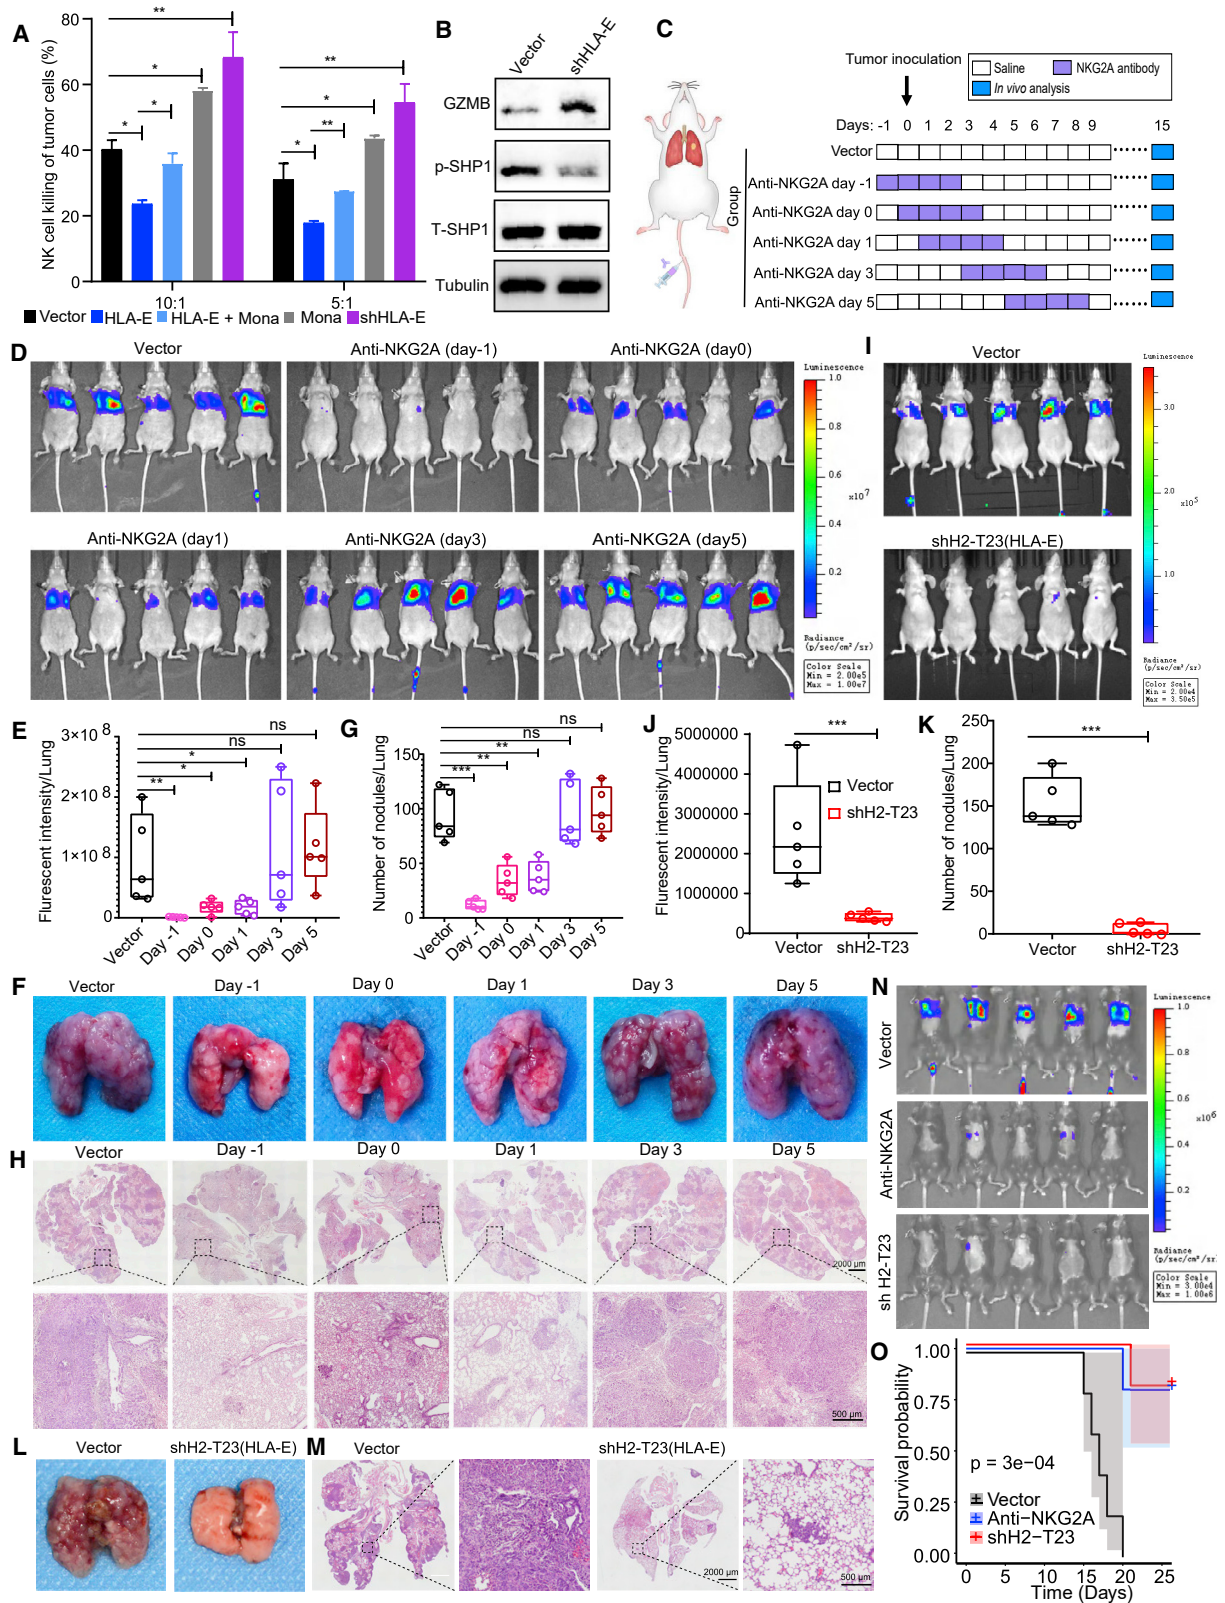 A
NK cell killing of tumor cells (%)
80
60
40
20
0
**
*
*
*
**
*
**
*
10:1
5:1
Vector
HLA-E
HLA-E + Mona
Mona
shHLA-E
B
Vector
shHLA-E
GZMB
p-SHP1
T-SHP1
Tubulin
C
Tumor inoculation
Saline
NKG2A antibody
In vivo analysis
Days: -1 0 1 2 3 4 5 6 7 8 9 15
Group
Vector
Anti-NKG2A day -1
Anti-NKG2A day 0
Anti-NKG2A day 1
Anti-NKG2A day 3
Anti-NKG2A day 5
D
Vector
Anti-NKG2A (day-1)
Anti-NKG2A (day0)
Anti-NKG2A (day1)
Anti-NKG2A (day3)
Anti-NKG2A (day5)
Luminescence
1.0
0.8
0.6
x10⁷
0.4
0.2
Radiance
(p/sec/cm²/sr)
Color Scale
Min = 2.00e5
Max = 1.00e7
I
Vector
shH2-T23(HLA-E)
Luminescence
3.0
2.0
x10⁵
1.0
Radiance
(p/sec/cm²/sr)
Color Scale
Min = 2.00e4
Max = 3.50e5
E
Flurescent intensity/Lung
3×10⁸
2×10⁸
1×10⁸
0
ns
ns
*
*
**
Vector
Day -1
Day 0
Day 1
Day 3
Day 5
G
Number of nodules/Lung
150
100
50
0
ns
ns
**
**
***
Vector
Day -1
Day 0
Day 1
Day 3
Day 5
J
Flurescent intensity/Lung
5000000
4000000
3000000
2000000
1000000
0
***
Vector
shH2-T23
Vector
shH2-T23
K
Number of nodules/Lung
250
200
150
100
50
0
***
Vector
shH2-T23
F
Vector
Day -1
Day 0
Day 1
Day 3
Day 5
H
Vector
Day -1
Day 0
Day 1
Day 3
Day 5
2000 µm
500 µm
N
Vector
Anti-NKG2A
sh H2-T23
Luminescence
1.0
0.8
0.6
x10⁶
0.4
0.2
Radiance
(p/sec/cm²/sr)
Color Scale
Min = 3.00e4
Max = 1.00e6
L
Vector
shH2-T23(HLA-E)
M
Vector
shH2-T23(HLA-E)
2000 µm
500 µm
O
Survival probability
1.00
0.75
0.50
0.25
0.00
p = 3e−04
Vector
Anti−NKG2A
shH2−T23
0 5 10 15 20 25
Time (Days)